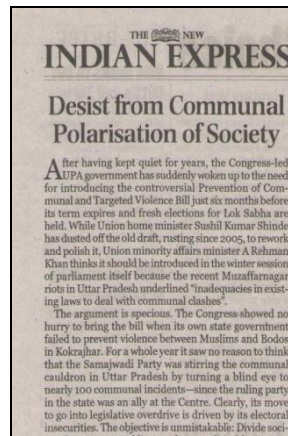 THE NEW
INDIAN EXPRESS
Desist from Communal
Polarisation of Society
After having kept quiet for years, the Congress-led
UPA government has suddenly woken up to the need
for introducing the controversial Prevention of Com-
munal and Targeted Violence Bill just six months before
its term expires and fresh elections for Lok Sabha are
held. While Union home minister Sushil Kumar Shinde
has dusted off the old draft, rusting since 2005, to rework
and polish it, Union minority affairs minister A Rehman
Khan thinks it should be introduced in the winter session
of parliament itself because the recent Muzaffarnagar
riots in Uttar Pradesh underlined "inadequacies in exist-
ing laws to deal with communal clashes".
The argument is specious. The Congress showed no
hurry to bring the bill when its own state government
failed to prevent violence between Muslims and Bodos
in Kokrajhar. For a whole year it saw no reason to think
that the Samajwadi Party was stirring the communal
cauldron in Uttar Pradesh by turning a blind eye to
nearly 100 communal incidents—since the ruling party
in the state was an ally at the Centre. Clearly, its move
to go into legislative overdrive is driven by its electoral
insecurities. The objective is unmistakable: Divide soci-